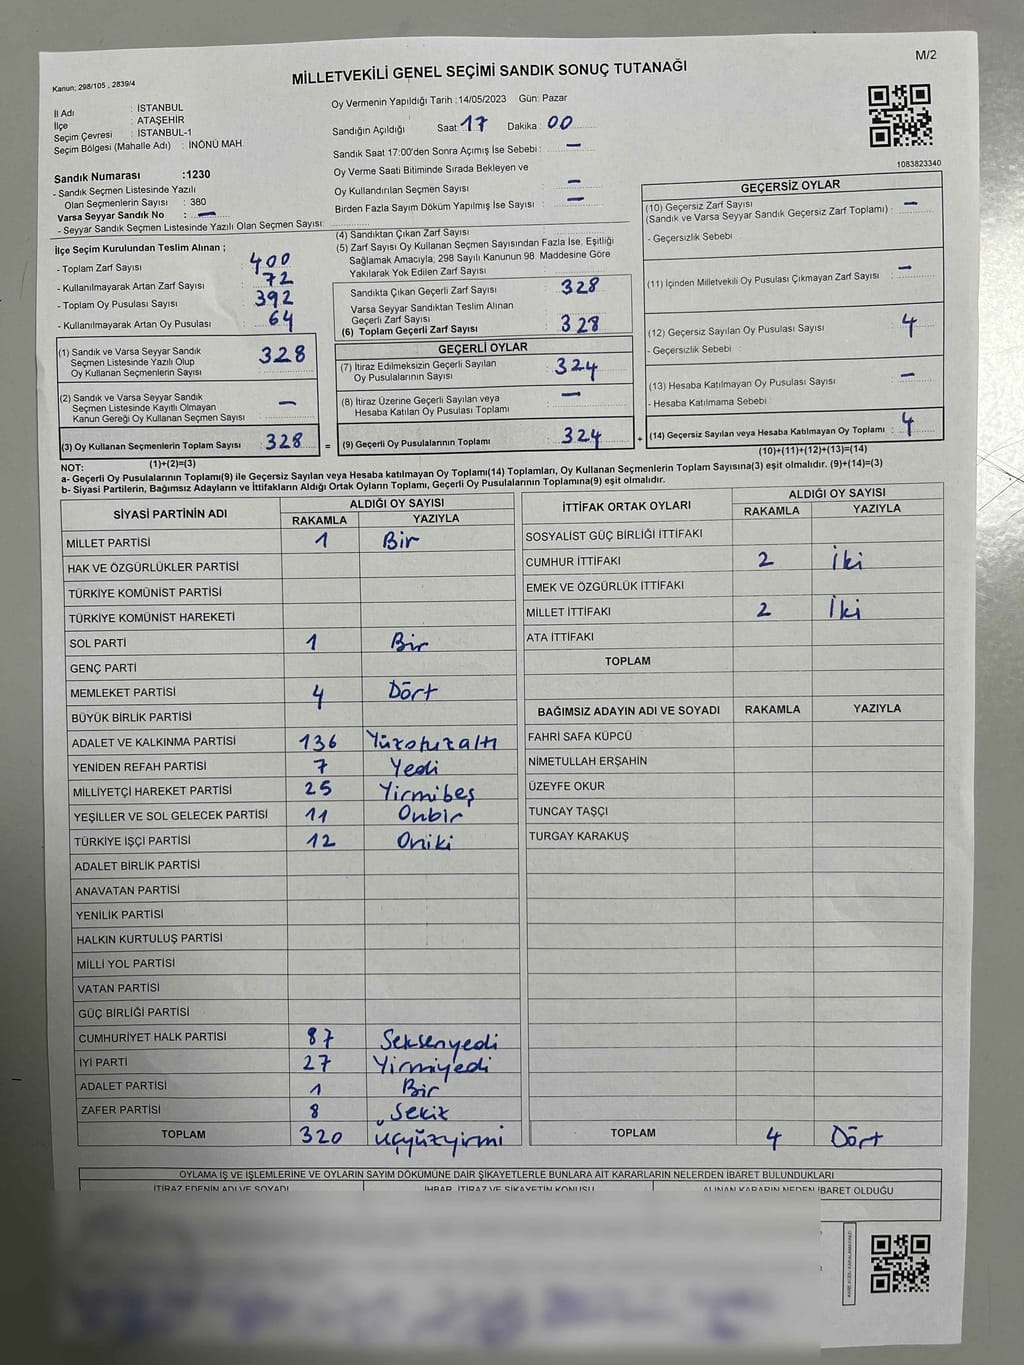 M/2
Kanun: 298/105 , 2839/4
MİLLETVEKİLİ GENEL SEÇİMİ SANDIK SONUÇ TUTANAĞI
İl Adı : İSTANBUL
İlçe : ATAŞEHİR
Seçim Çevresi : İSTANBUL-1
Seçim Bölgesi (Mahalle Adı) : İNÖNÜ MAH.
Oy Vermenin Yapıldığı Tarih :14/05/2023 Gün: Pazar
Sandığın Açıldığı Saat: 17 Dakika : 00
Sandık Saat 17:00'den Sonra Açımış İse Sebebi : —
Oy Verme Saati Bitiminde Sırada Bekleyen ve
Oy Kullandırılan Seçmen Sayısı : —
Birden Fazla Sayım Döküm Yapılmış İse Sayısı : —
1083823340
Sandık Numarası :1230
- Sandık Seçmen Listesinde Yazılı
Olan Seçmenlerin Sayısı : 380
Varsa Seyyar Sandık No : —
- Seyyar Sandık Seçmen Listesinde Yazılı Olan Seçmen Sayısı:
İlçe Seçim Kurulundan Teslim Alınan ;
- Toplam Zarf Sayısı : 400
- Kullanılmayarak Artan Zarf Sayısı : 72
- Toplam Oy Pusulası Sayısı : 392
- Kullanılmayarak Artan Oy Pusulası : 64
(1) Sandık ve Varsa Seyyar Sandık
Seçmen Listesinde Yazılı Olup
Oy Kullanan Seçmenlerin Sayısı : 328
(2) Sandık ve Varsa Seyyar Sandık
Seçmen Listesinde Kayıtlı Olmayan
Kanun Gereği Oy Kullanan Seçmen Sayısı : —
(3) Oy Kullanan Seçmenlerin Toplam Sayısı : 328 =
(1)+(2)=(3)
(4) Sandıktan Çıkan Zarf Sayısı :
(5) Zarf Sayısı Oy Kullanan Seçmen Sayısından Fazla İse, Eşitliği
Sağlamak Amacıyla, 298 Sayılı Kanunun 98. Maddesine Göre
Yakılarak Yok Edilen Zarf Sayısı :
Sandıkta Çıkan Geçerli Zarf Sayısı : 328
Varsa Seyyar Sandıktan Teslim Alınan
Geçerli Zarf Sayısı :
(6) Toplam Geçerli Zarf Sayısı : 328
GEÇERLİ OYLAR
(7) İtiraz Edilmeksizin Geçerli Sayılan
Oy Pusulalarının Sayısı : 324
(8) İtiraz Üzerine Geçerli Sayılan veya
Hesaba Katılan Oy Pusulası Toplamı : —
(9) Geçerli Oy Pusulalarının Toplamı : 324 +
GEÇERSİZ OYLAR
(10) Geçersiz Zarf Sayısı
(Sandık ve Varsa Seyyar Sandık Geçersiz Zarf Toplamı) : —
- Geçersizlik Sebebi :
(11) İçinden Milletvekili Oy Pusulası Çıkmayan Zarf Sayısı : —
(12) Geçersiz Sayılan Oy Pusulası Sayısı : 4
- Geçersizlik Sebebi :
(13) Hesaba Katılmayan Oy Pusulası Sayısı : —
- Hesaba Katılmama Sebebi :
(14) Geçersiz Sayılan veya Hesaba Katılmayan Oy Toplamı : 4
(10)+(11)+(12)+(13)=(14)
NOT:
a- Geçerli Oy Pusulalarının Toplamı(9) ile Geçersiz Sayılan veya Hesaba katılmayan Oy Toplamı(14) Toplamları, Oy Kullanan Seçmenlerin Toplam Sayısına(3) eşit olmalıdır. (9)+(14)=(3)
b- Siyasi Partilerin, Bağımsız Adayların ve İttifakların Aldığı Ortak Oyların Toplamı, Geçerli Oy Pusulalarının Toplamına(9) eşit olmalıdır.
SİYASİ PARTİNİN ADI ALDIĞI OY SAYISI
RAKAMLA YAZIYLA
MİLLET PARTİSİ 1 Bir
HAK VE ÖZGÜRLÜKLER PARTİSİ
TÜRKİYE KOMÜNİST PARTİSİ
TÜRKİYE KOMÜNİST HAREKETİ
SOL PARTİ 1 Bir
GENÇ PARTİ
MEMLEKET PARTİSİ 4 Dört
BÜYÜK BİRLİK PARTİSİ
ADALET VE KALKINMA PARTİSİ 136 Yüzotuzaltı
YENİDEN REFAH PARTİSİ 7 Yedi
MİLLİYETÇİ HAREKET PARTİSİ 25 Yirmibeş
YEŞİLLER VE SOL GELECEK PARTİSİ 11 Onbir
TÜRKİYE İŞÇİ PARTİSİ 12 Oniki
ADALET BİRLİK PARTİSİ
ANAVATAN PARTİSİ
YENİLİK PARTİSİ
HALKIN KURTULUŞ PARTİSİ
MİLLİ YOL PARTİSİ
VATAN PARTİSİ
GÜÇ BİRLİĞİ PARTİSİ
CUMHURİYET HALK PARTİSİ 87 Seksenyedi
İYİ PARTİ 27 Yirmiyedi
ADALET PARTİSİ 1 Bir
ZAFER PARTİSİ 8 Sekiz
TOPLAM 320 üçyüzyirmi
İTTİFAK ORTAK OYLARI ALDIĞI OY SAYISI
RAKAMLA YAZIYLA
SOSYALİST GÜÇ BİRLİĞİ İTTİFAKI
CUMHUR İTTİFAKI 2 İki
EMEK VE ÖZGÜRLÜK İTTİFAKI
MİLLET İTTİFAKI 2 İki
ATA İTTİFAKI
TOPLAM
BAĞIMSIZ ADAYIN ADI VE SOYADI RAKAMLA YAZIYLA
FAHRİ SAFA KÜPCÜ
NİMETULLAH ERŞAHİN
ÜZEYFE OKUR
TUNCAY TAŞÇI
TURGAY KARAKUŞ
TOPLAM 4 Dört
OYLAMA İŞ VE İŞLEMLERİNE VE OYLARIN SAYIM DÖKÜMÜNE DAİR ŞİKAYETLERLE BUNLARA AİT KARARLARIN NELERDEN İBARET BULUNDUKLARI
İTİRAZ EDENİN ADI VE SOYADI İHBAR, İTİRAZ VE ŞİKAYETİN KONUSU ALINAN KARARIN NEDEN İBARET OLDUĞU